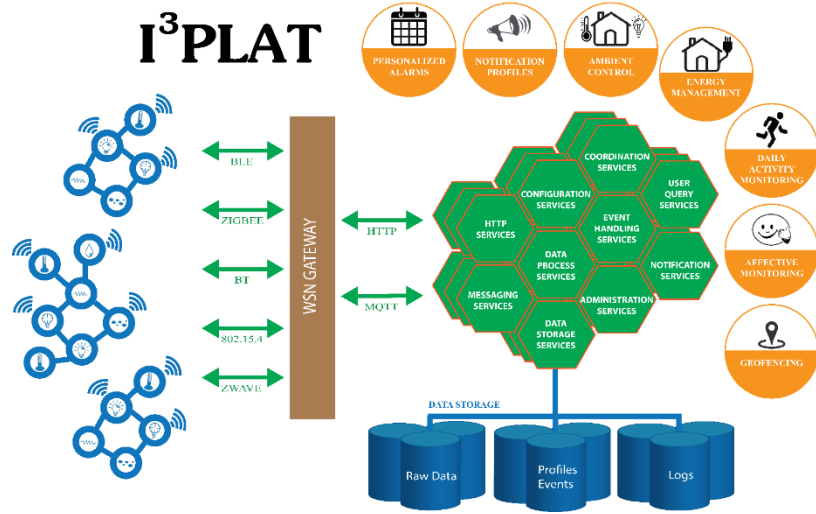 I³PLAT
PERSONALIZED
ALARMS
NOTIFICATION
PROFILES
AMBIENT
CONTROL
ENERGY
MANAGEMENT
DAILY
ACTIVITY
MONITORING
AFFECTIVE
MONITORING
GEOFENCING
BLE
ZIGBEE
BT
802.15.4
ZWAVE
WSN GATEWAY
HTTP
MQTT
COORDINATION
SERVICES
CONFIGURATION
SERVICES
USER
QUERY
SERVICES
HTTP
SERVICES
EVENT
HANDLING
SERVICES
DATA
PROCESS
SERVICES
NOTIFICATION
SERVICES
MESSAGING
SERVICES
ADMINISTRATION
SERVICES
DATA
STORAGE
SERVICES
DATA STORAGE
Raw Data
Profiles
Events
Logs